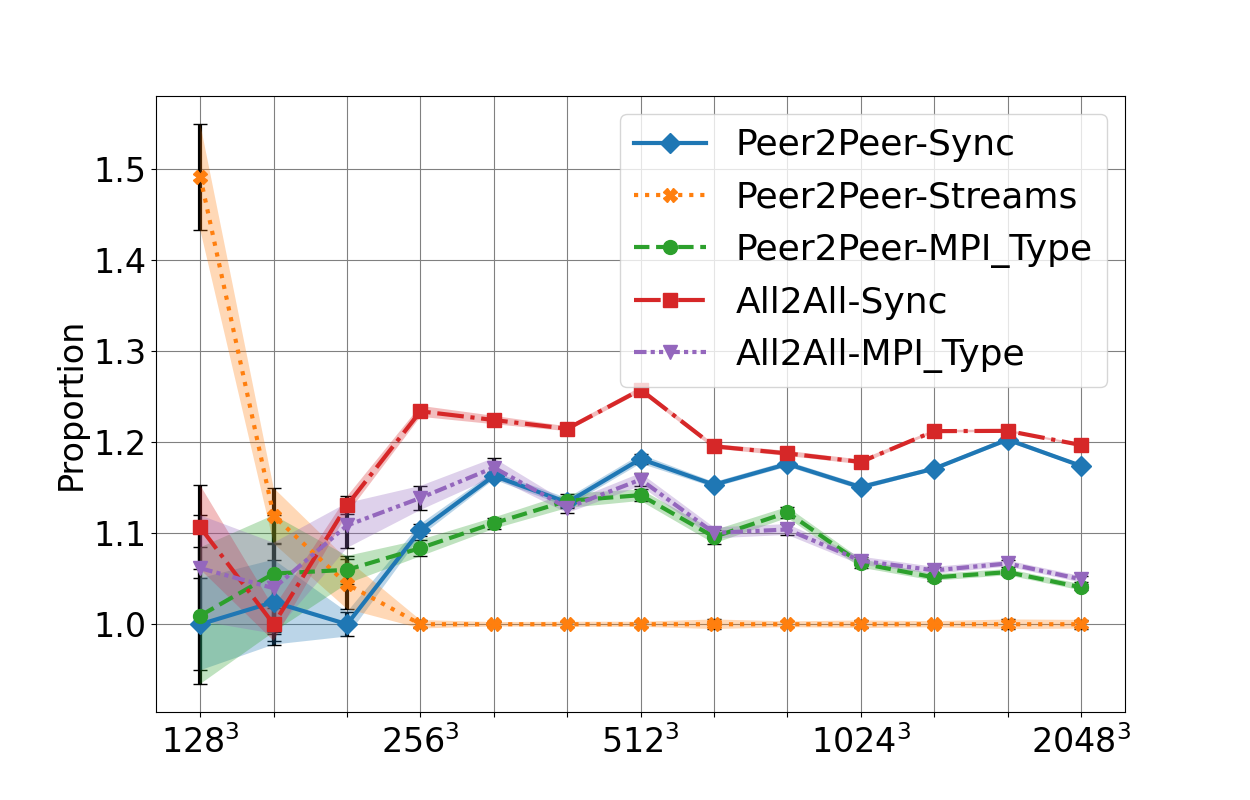 Peer2Peer-Sync
Peer2Peer-Streams
Peer2Peer-MPI_Type
All2All-Sync
All2All-MPI_Type
Proportion
1.5
1.4
1.3
1.2
1.1
1.0
128³ 256³ 512³ 1024³ 2048³